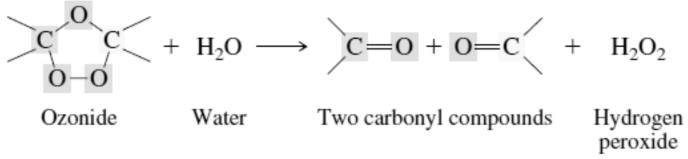 O
C C + H₂O ⟶ C=O + O=C + H₂O₂
O–O
Ozonide Water Two carbonyl compounds Hydrogen
peroxide